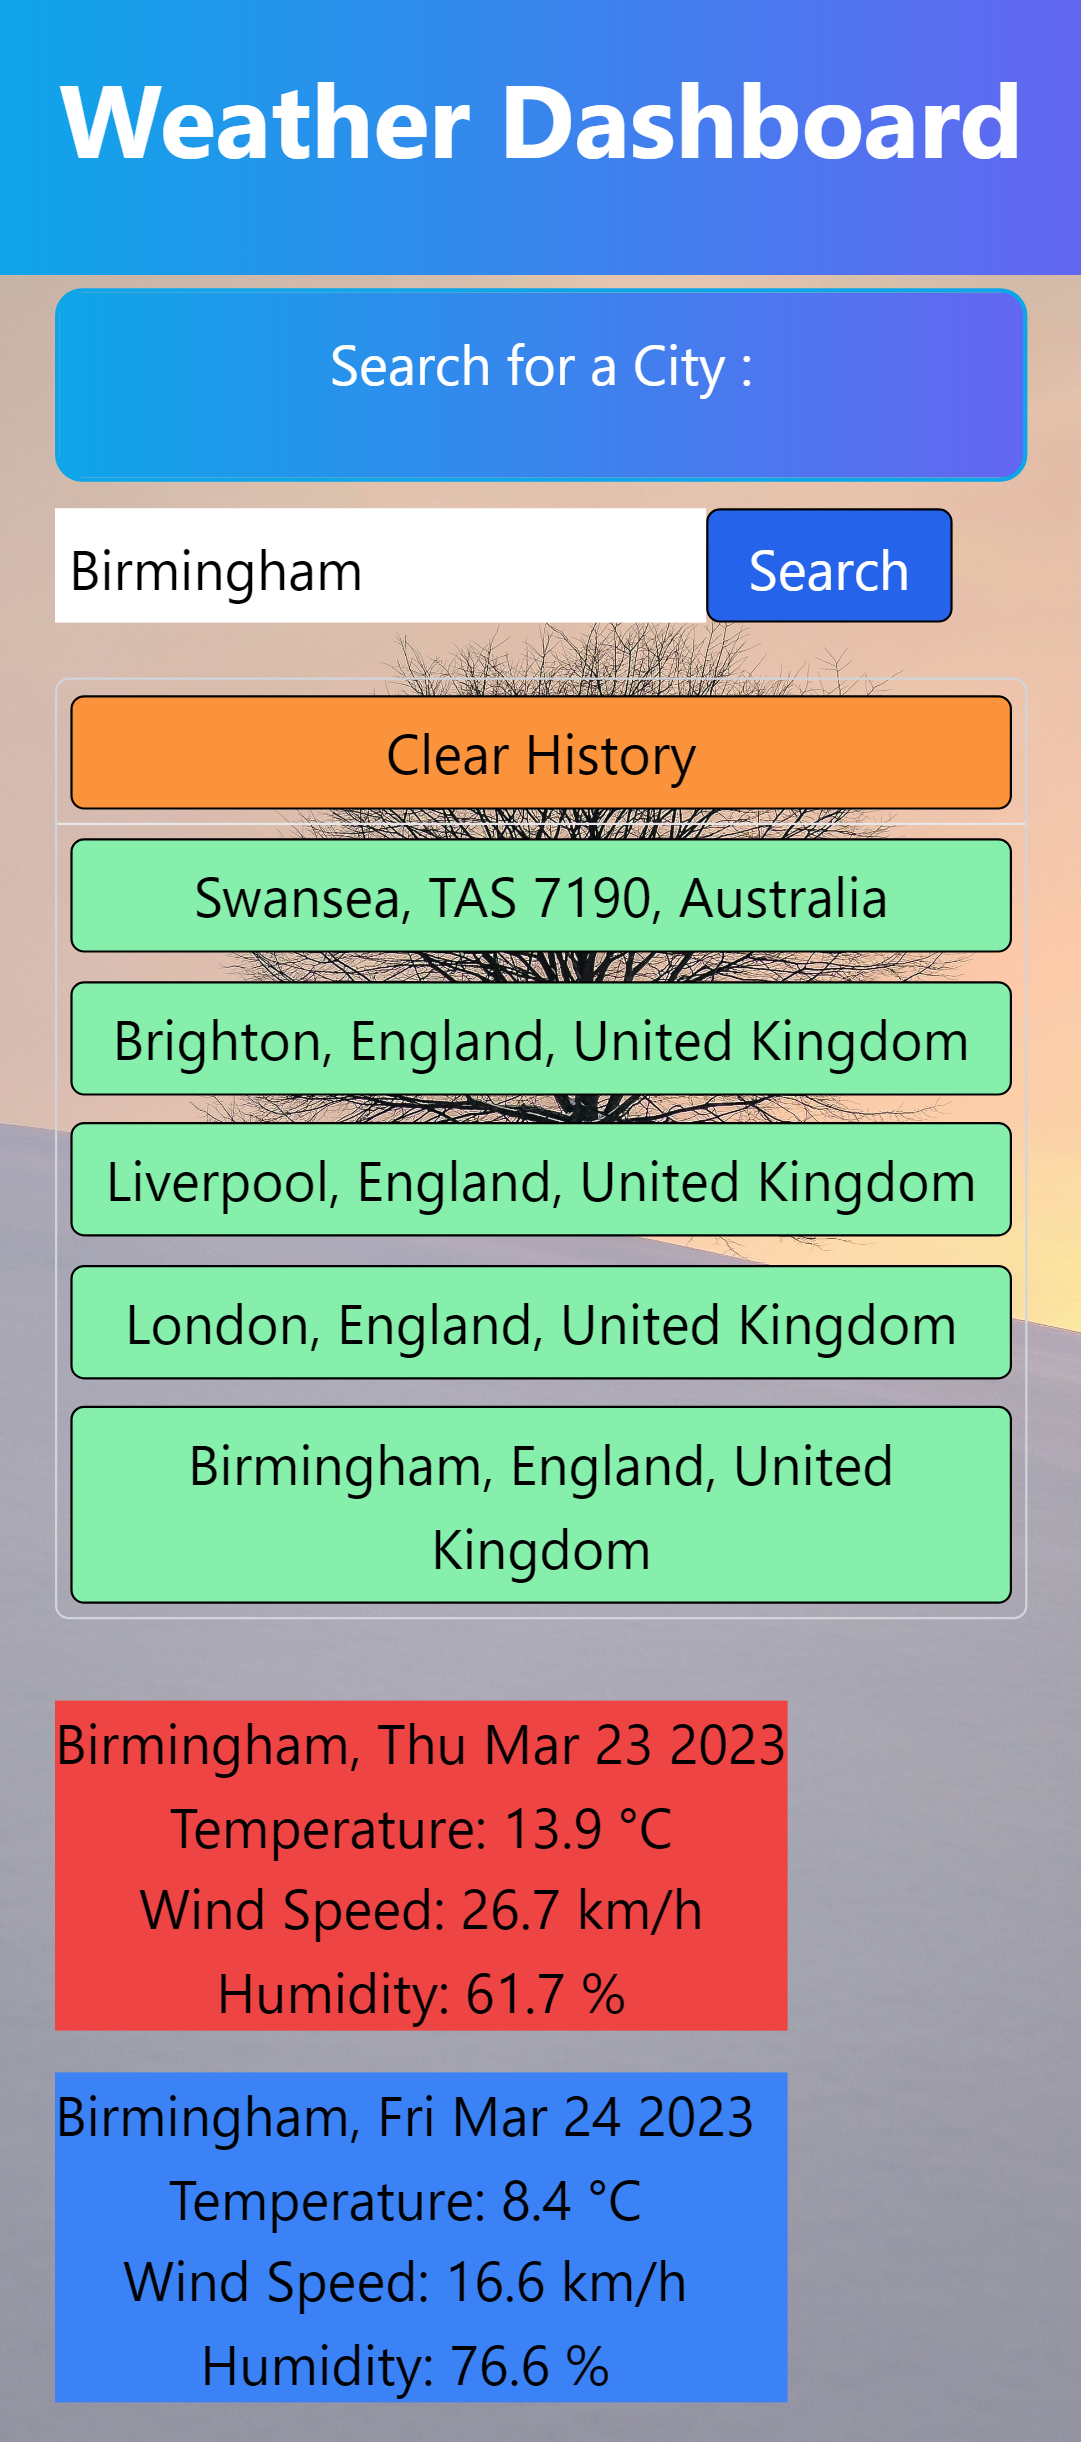 Weather Dashboard
Search for a City :
Birmingham
Search
Clear History
Swansea, TAS 7190, Australia
Brighton, England, United Kingdom
Liverpool, England, United Kingdom
London, England, United Kingdom
Birmingham, England, United
Kingdom
Birmingham, Thu Mar 23 2023
Temperature: 13.9 °C
Wind Speed: 26.7 km/h
Humidity: 61.7 %
Birmingham, Fri Mar 24 2023
Temperature: 8.4 °C
Wind Speed: 16.6 km/h
Humidity: 76.6 %